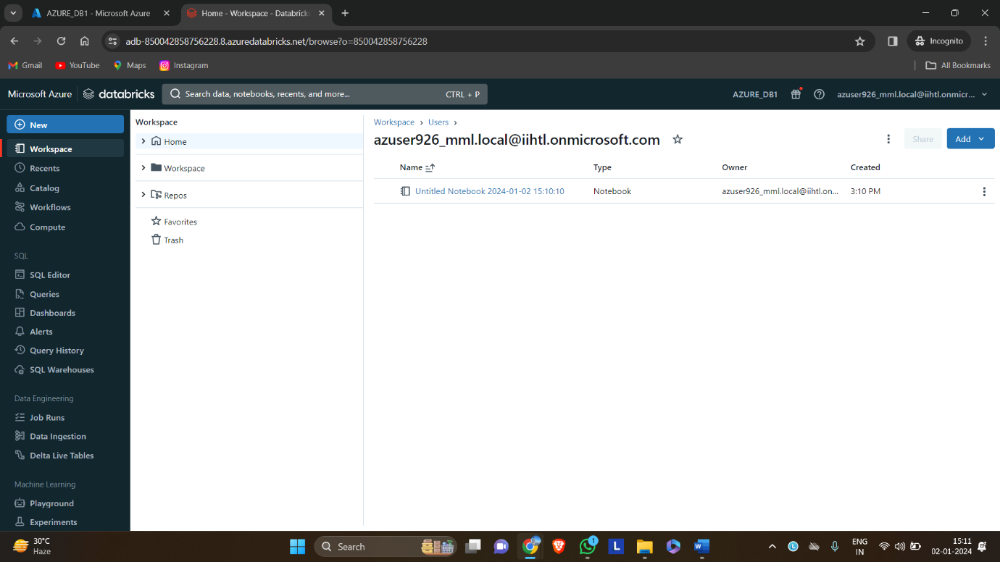 AZURE_DB1 - Microsoft Azure
Home - Workspace - Databricks
adb-850042858756228.8.azuredatabricks.net/browse?o=850042858756228
Incognito
Gmail
YouTube
Maps
Instagram
All Bookmarks
Microsoft Azure
databricks
Search data, notebooks, recents, and more...
CTRL + P
AZURE_DB1
azuser926_mml.local@iihtl.onmicr...
New
Workspace
Recents
Catalog
Workflows
Compute
SQL
SQL Editor
Queries
Dashboards
Alerts
Query History
SQL Warehouses
Data Engineering
Job Runs
Data Ingestion
Delta Live Tables
Machine Learning
Playground
Experiments
Workspace
Home
Workspace
Repos
Favorites
Trash
Workspace › Users ›
azuser926_mml.local@iihtl.onmicrosoft.com
Share
Add
Name Type Owner Created
Untitled Notebook 2024-01-02 15:10:10 Notebook azuser926_mml.local@iihtl.on... 3:10 PM
30°C
Haze
Search
1
L
L
W
ENG
IN
15:11
02-01-2024